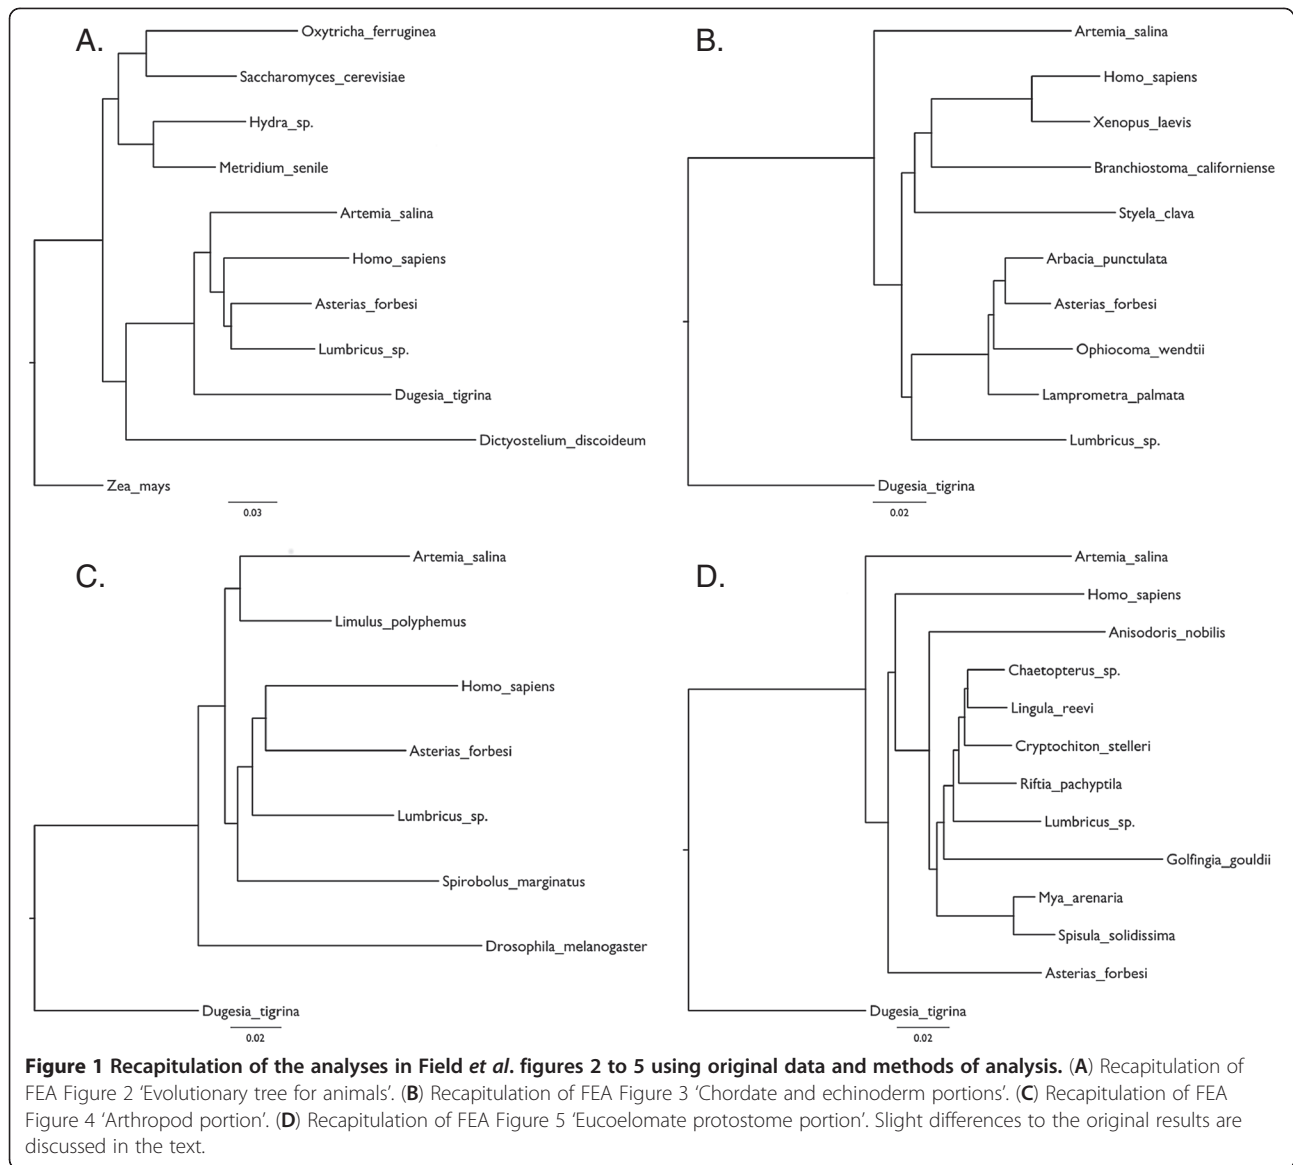 A.
Oxytricha_ferruginea
Saccharomyces_cerevisiae
Hydra_sp.
Metridium_senile
Artemia_salina
Homo_sapiens
Asterias_forbesi
Lumbricus_sp.
Dugesia_tigrina
Dictyostelium_discoideum
Zea_mays
0.03
B.
Artemia_salina
Homo_sapiens
Xenopus_laevis
Branchiostoma_californiense
Styela_clava
Arbacia_punctulata
Asterias_forbesi
Ophiocoma_wendtii
Lamprometra_palmata
Lumbricus_sp.
Dugesia_tigrina
0.02
C.
Artemia_salina
Limulus_polyphemus
Homo_sapiens
Asterias_forbesi
Lumbricus_sp.
Spirobolus_marginatus
Drosophila_melanogaster
Dugesia_tigrina
0.02
D.
Artemia_salina
Homo_sapiens
Anisodoris_nobilis
Chaetopterus_sp.
Lingula_reevi
Cryptochiton_stelleri
Riftia_pachyptila
Lumbricus_sp.
Golfingia_gouldii
Mya_arenaria
Spisula_solidissima
Asterias_forbesi
Dugesia_tigrina
0.02
Figure 1 Recapitulation of the analyses in Field et al. figures 2 to 5 using original data and methods of analysis. (A) Recapitulation of
FEA Figure 2 ‘Evolutionary tree for animals’. (B) Recapitulation of FEA Figure 3 ‘Chordate and echinoderm portions’. (C) Recapitulation of FEA
Figure 4 ‘Arthropod portion’. (D) Recapitulation of FEA Figure 5 ‘Eucoelomate protostome portion’. Slight differences to the original results are
discussed in the text.